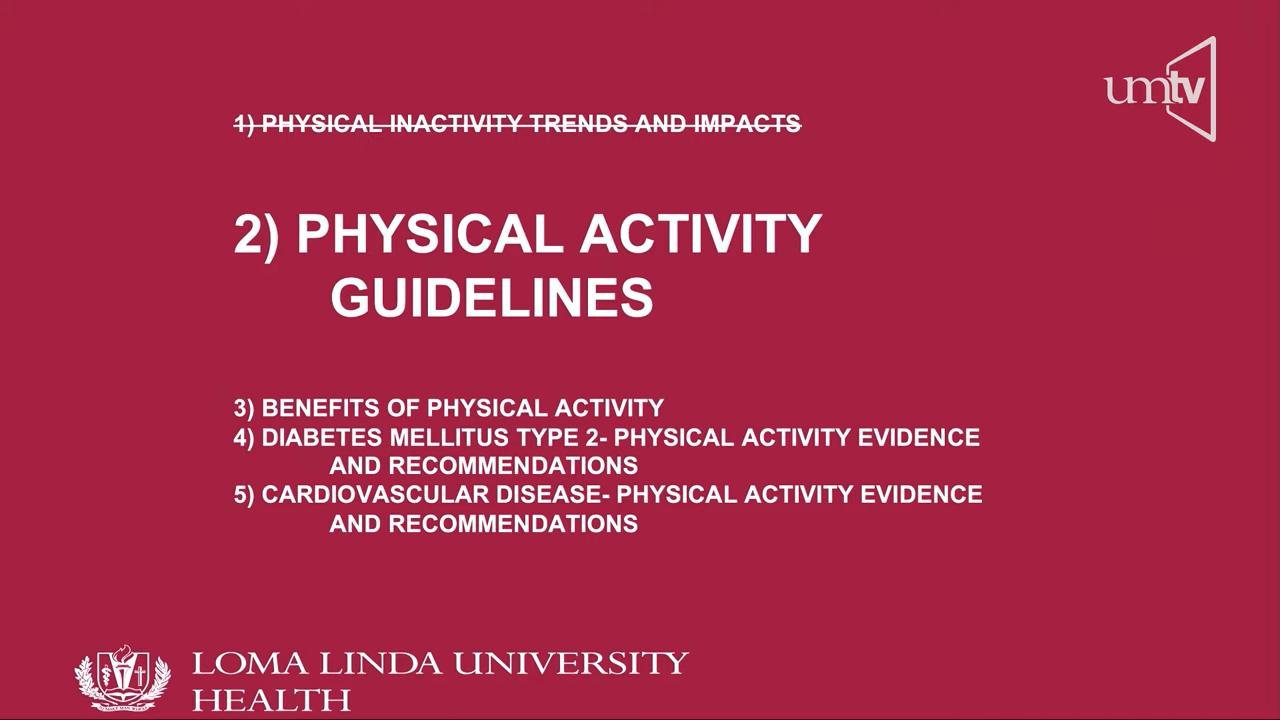 umtv
1) PHYSICAL INACTIVITY TRENDS AND IMPACTS
2) PHYSICAL ACTIVITY
GUIDELINES
3) BENEFITS OF PHYSICAL ACTIVITY
4) DIABETES MELLITUS TYPE 2- PHYSICAL ACTIVITY EVIDENCE
AND RECOMMENDATIONS
5) CARDIOVASCULAR DISEASE- PHYSICAL ACTIVITY EVIDENCE
AND RECOMMENDATIONS
LOMA LINDA UNIVERSITY
HEALTH